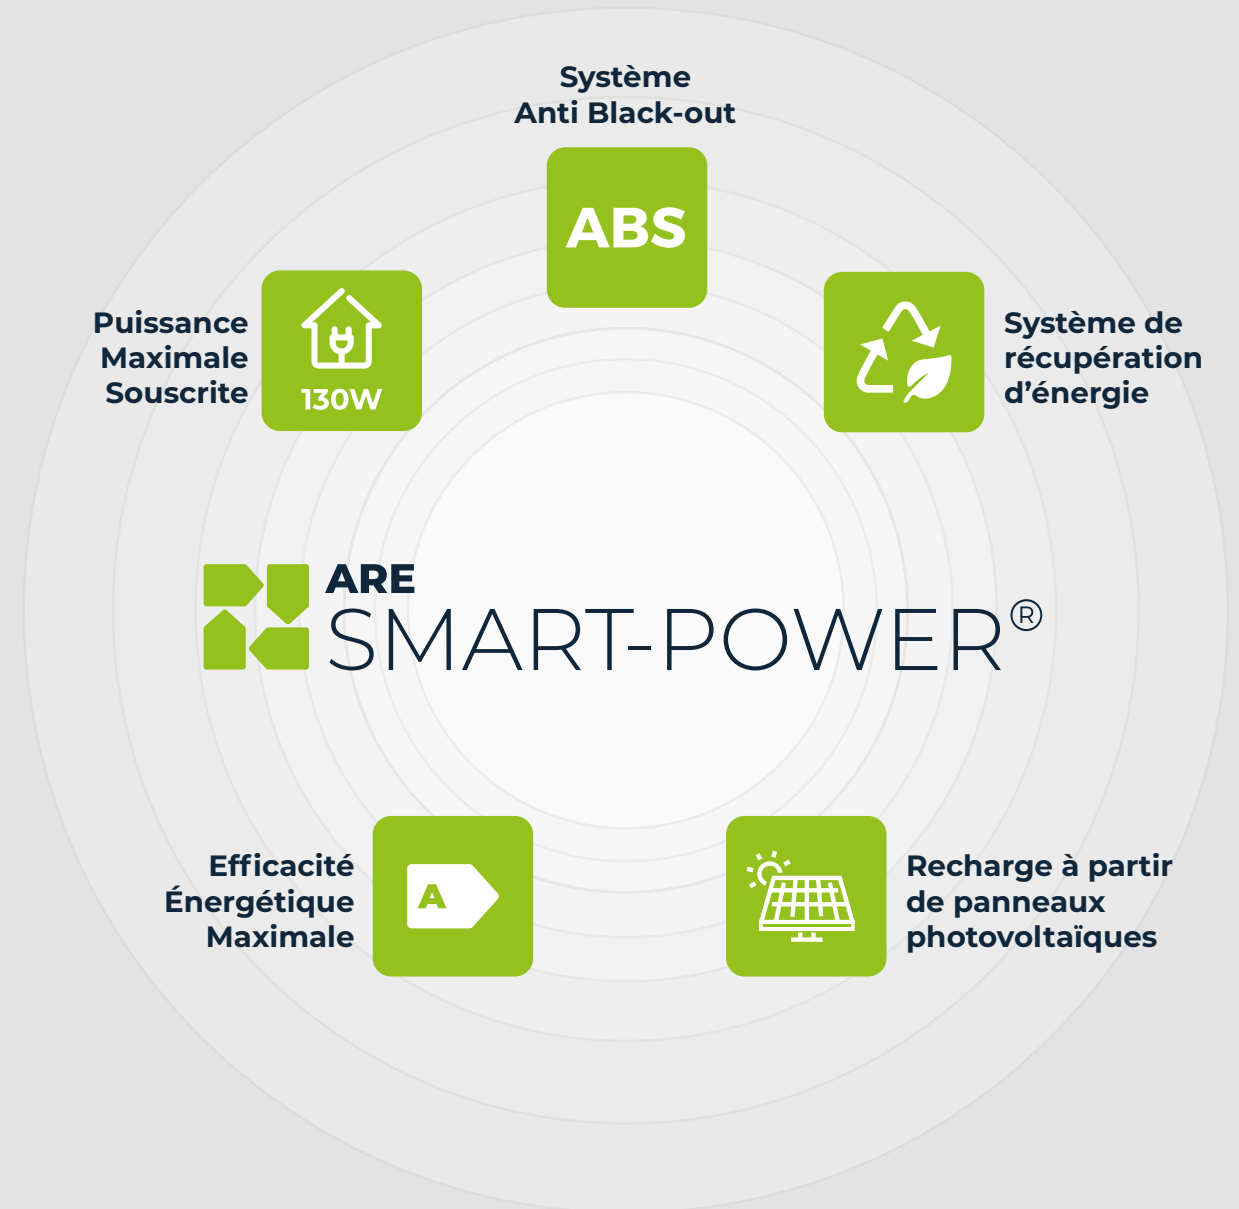 Système
Anti Black-out
ABS
Puissance
Maximale
Souscrite
130W
Système de
récupération
d’énergie
ARE
SMART-POWER®
Efficacité
Énergétique
Maximale
A
Recharge à partir
de panneaux
photovoltaïques